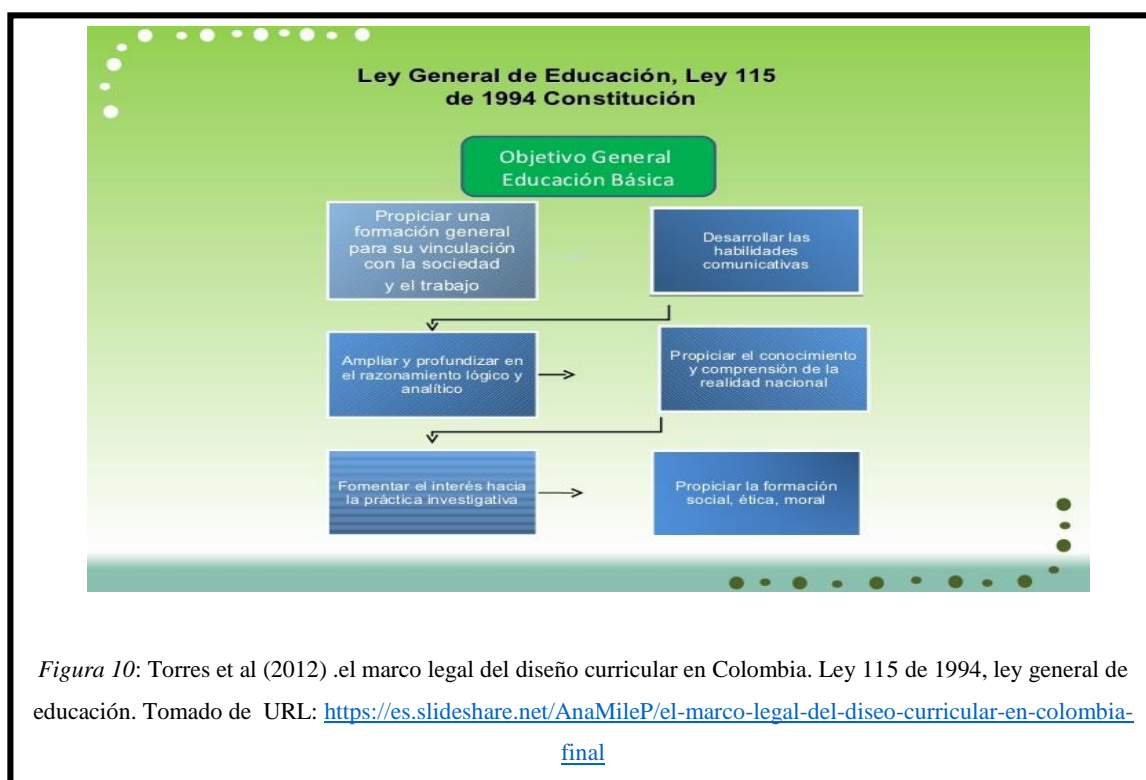 Ley General de Educación, Ley 115
de 1994 Constitución
Objetivo General
Educación Básica
Propiciar una
formación general
para su vinculación
con la sociedad
y el trabajo
Desarrollar las
habilidades
comunicativas
Ampliar y profundizar en
el razonamiento lógico y
analítico
Propiciar el conocimiento
y comprensión de la
realidad nacional
Fomentar el interés hacia
la práctica investigativa
Propiciar la formación
social, ética, moral
Figura 10: Torres et al (2012) .el marco legal del diseño curricular en Colombia. Ley 115 de 1994, ley general de
educación. Tomado de URL: https://es.slideshare.net/AnaMileP/el-marco-legal-del-diseo-curricular-en-colombia-
final